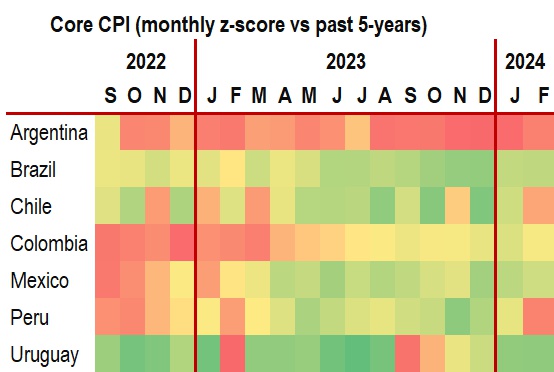 Core CPI (monthly z-score vs past 5-years)
2022 2023 2024
S O N D J F M A M J J A S O N D J F
Argentina
Brazil
Chile
Colombia
Mexico
Peru
Uruguay